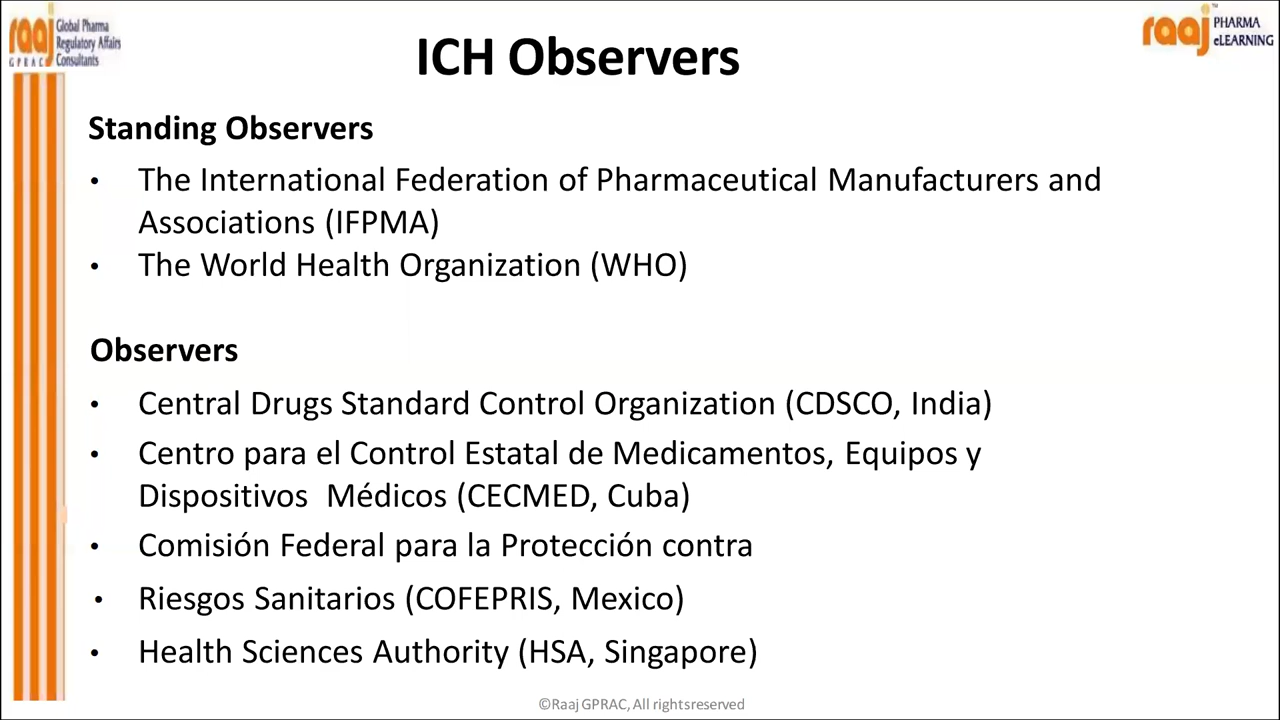 raaj
GPRAC
Global Pharma
Regulatory Affairs
Consultants
ICH Observers
raaj™
PHARMA
eLEARNING
Standing Observers
• The International Federation of Pharmaceutical Manufacturers and
Associations (IFPMA)
• The World Health Organization (WHO)
Observers
• Central Drugs Standard Control Organization (CDSCO, India)
• Centro para el Control Estatal de Medicamentos, Equipos y
Dispositivos Médicos (CECMED, Cuba)
• Comisión Federal para la Protección contra
• Riesgos Sanitarios (COFEPRIS, Mexico)
• Health Sciences Authority (HSA, Singapore)
©Raaj GPRAC, All rightsreserved